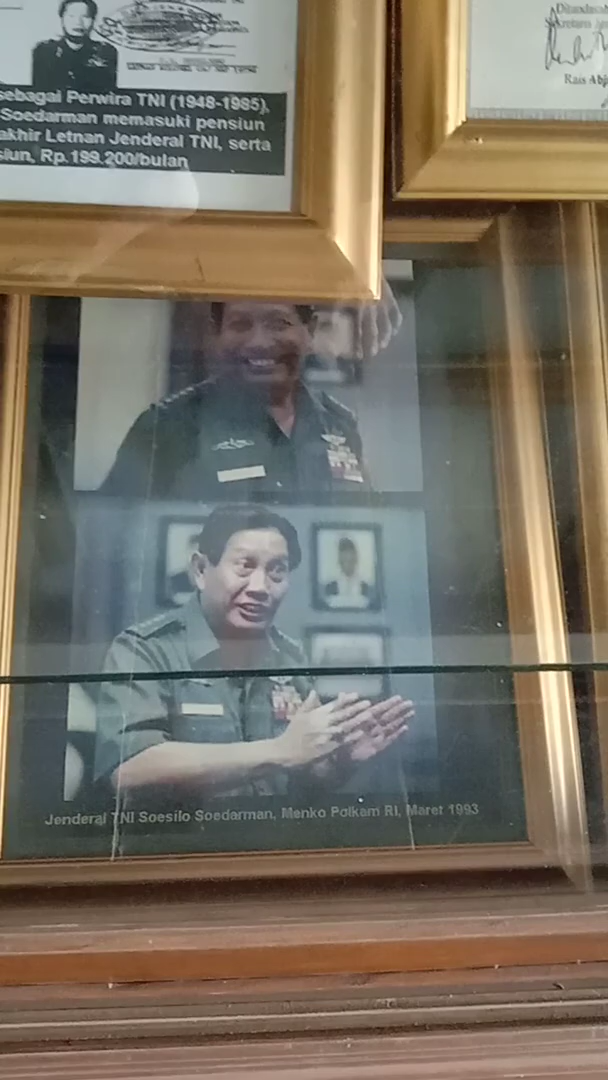 sebagai Perwira TNI (1948-1985),
Soedarman memasuki pensiun
akhir Letnan Jenderal TNI, serta
siun, Rp.199.200/bulan
Rais
Jenderal TNI Soesilo Soedarman, Menko Polkam RI, Maret 1993